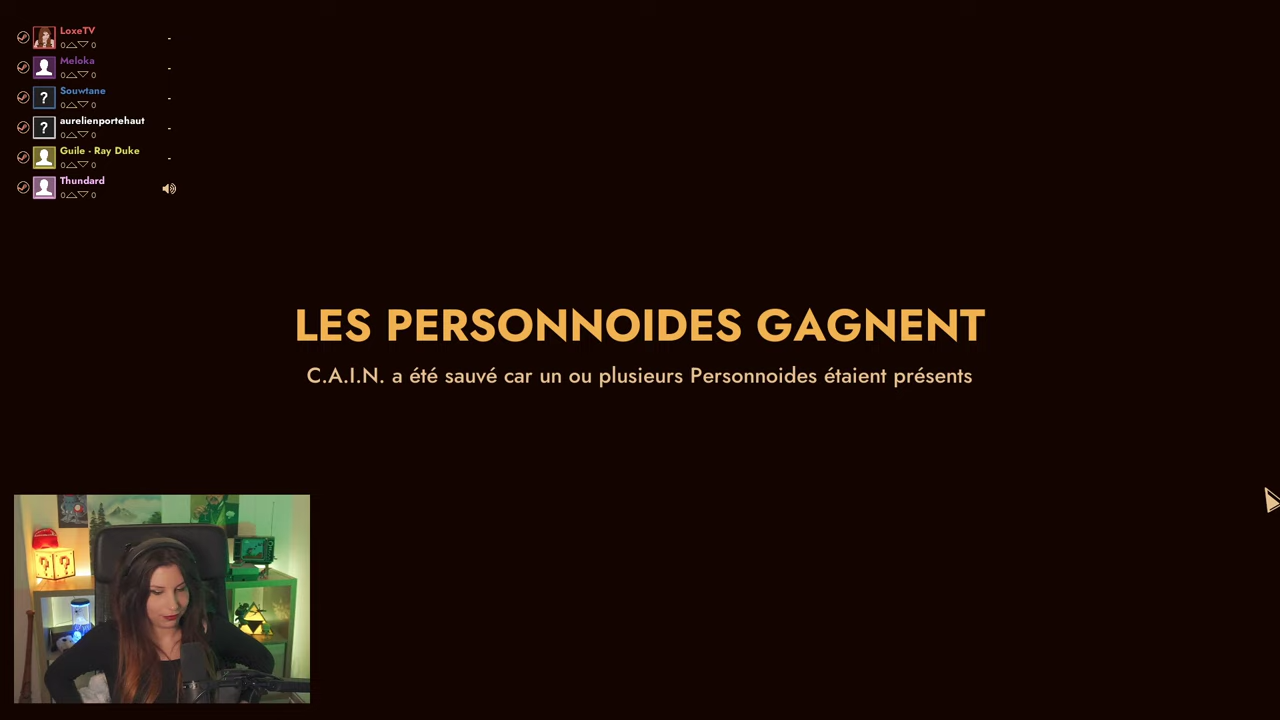 LoxeTV
0 0
-
Meloka
0 0
-
Souwtane
0 0
-
?
aurelienportehaut
0 0
-
?
Guile - Ray Duke
0 0
-
Thundard
0 0
LES PERSONNOIDES GAGNENT
C.A.I.N. a été sauvé car un ou plusieurs Personnoides étaient présents
? ?